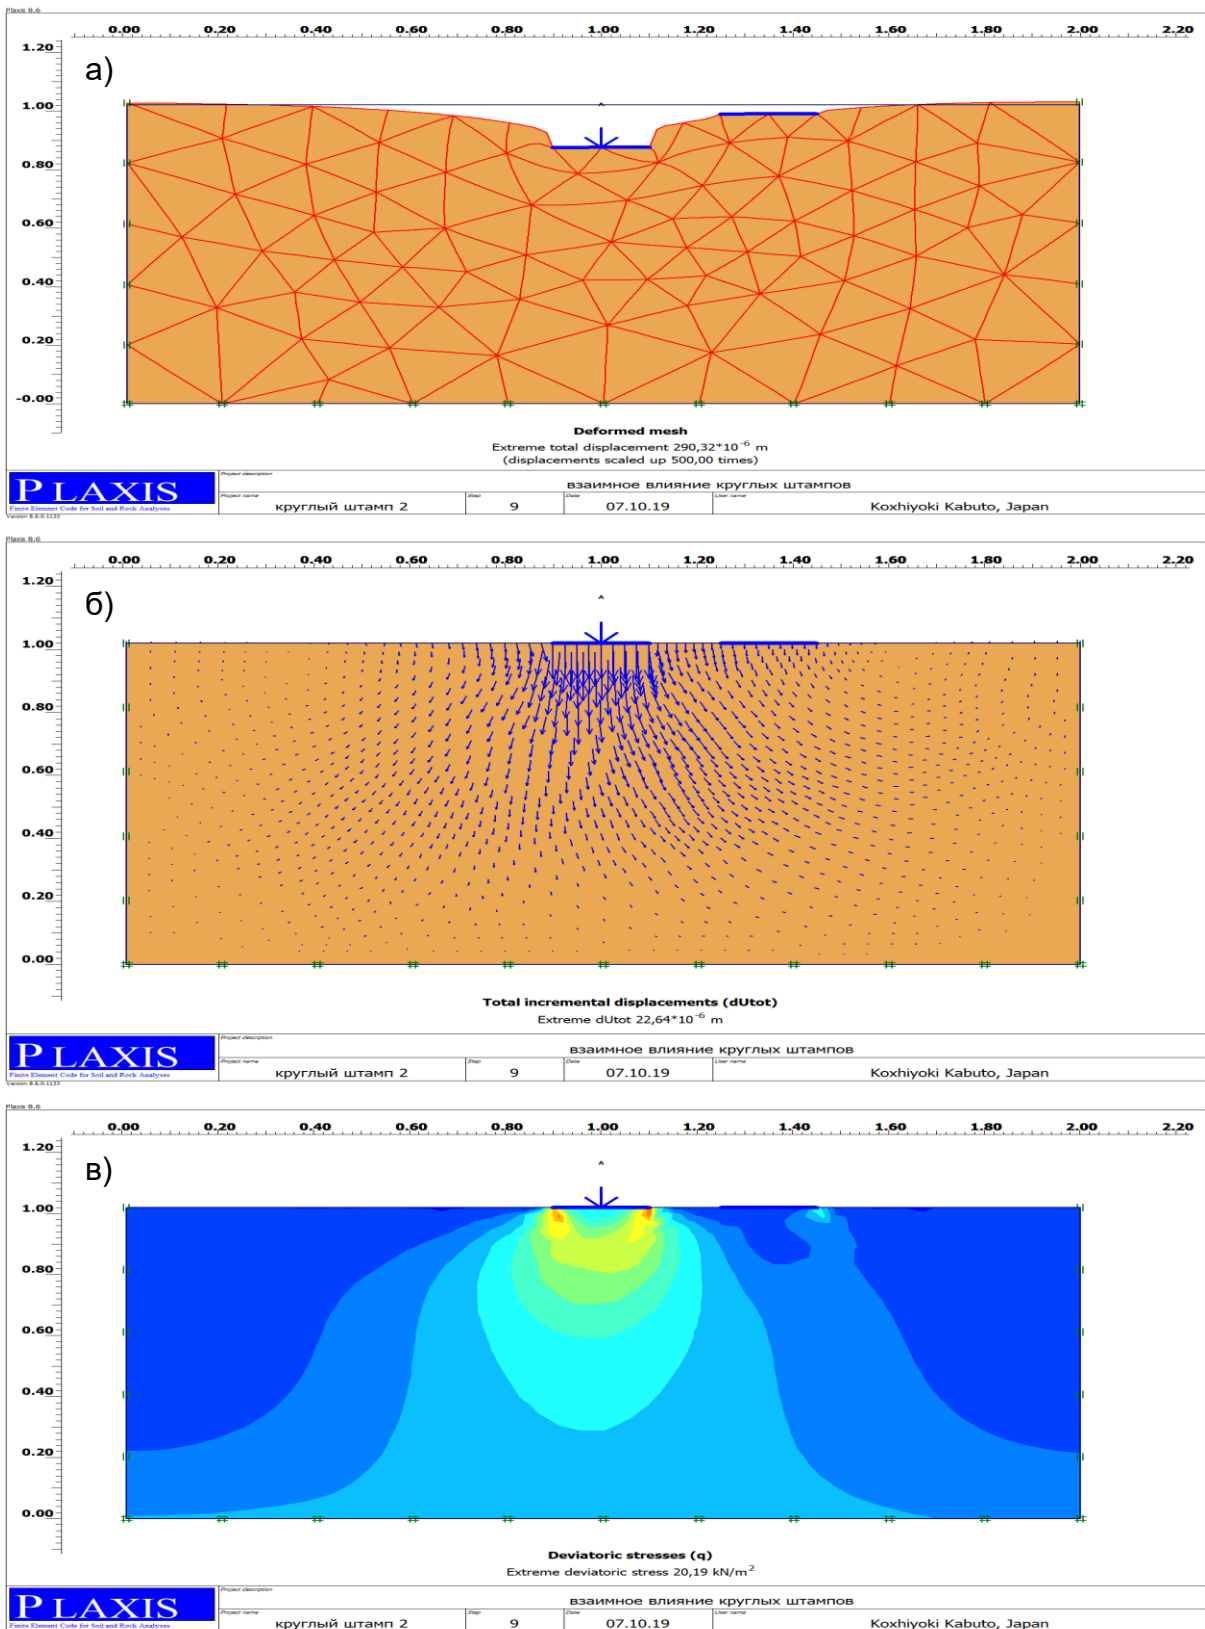 Plaxis 8.6
0.00 0.20 0.40 0.60 0.80 1.00 1.20 1.40 1.60 1.80 2.00 2.20
1.20
а)
1.00
0.80
0.60
0.40
0.20
-0.00
Deformed mesh
Extreme total displacement 290,32*10-6 m
(displacements scaled up 500,00 times)
PLAXIS
Finite Element Code for Soil and Rock Analyses
Version 8.6.0.1133
Project description
взаимное влияние круглых штампов
Project name
круглый штамп 2
Step
9
Date
07.10.19
User name
Koxhiyoki Kabuto, Japan
Plaxis 8.6
0.00 0.20 0.40 0.60 0.80 1.00 1.20 1.40 1.60 1.80 2.00 2.20
1.20
б)
A
1.00
0.80
0.60
0.40
0.20
0.00
Total incremental displacements (dUtot)
Extreme dUtot 22,64*10-6 m
PLAXIS
Finite Element Code for Soil and Rock Analyses
Version 8.6.0.1133
Project description
взаимное влияние круглых штампов
Project name
круглый штамп 2
Step
9
Date
07.10.19
User name
Koxhiyoki Kabuto, Japan
Plaxis 8.6
0.00 0.20 0.40 0.60 0.80 1.00 1.20 1.40 1.60 1.80 2.00 2.20
1.20
в)
A
1.00
0.80
0.60
0.40
0.20
0.00
Deviatoric stresses (q)
Extreme deviatoric stress 20,19 kN/m2
PLAXIS
Finite Element Code for Soil and Rock Analyses
Project description
взаимное влияние круглых штампов
Project name
круглый штамп 2
Step
9
Date
07.10.19
User name
Koxhiyoki Kabuto, Japan